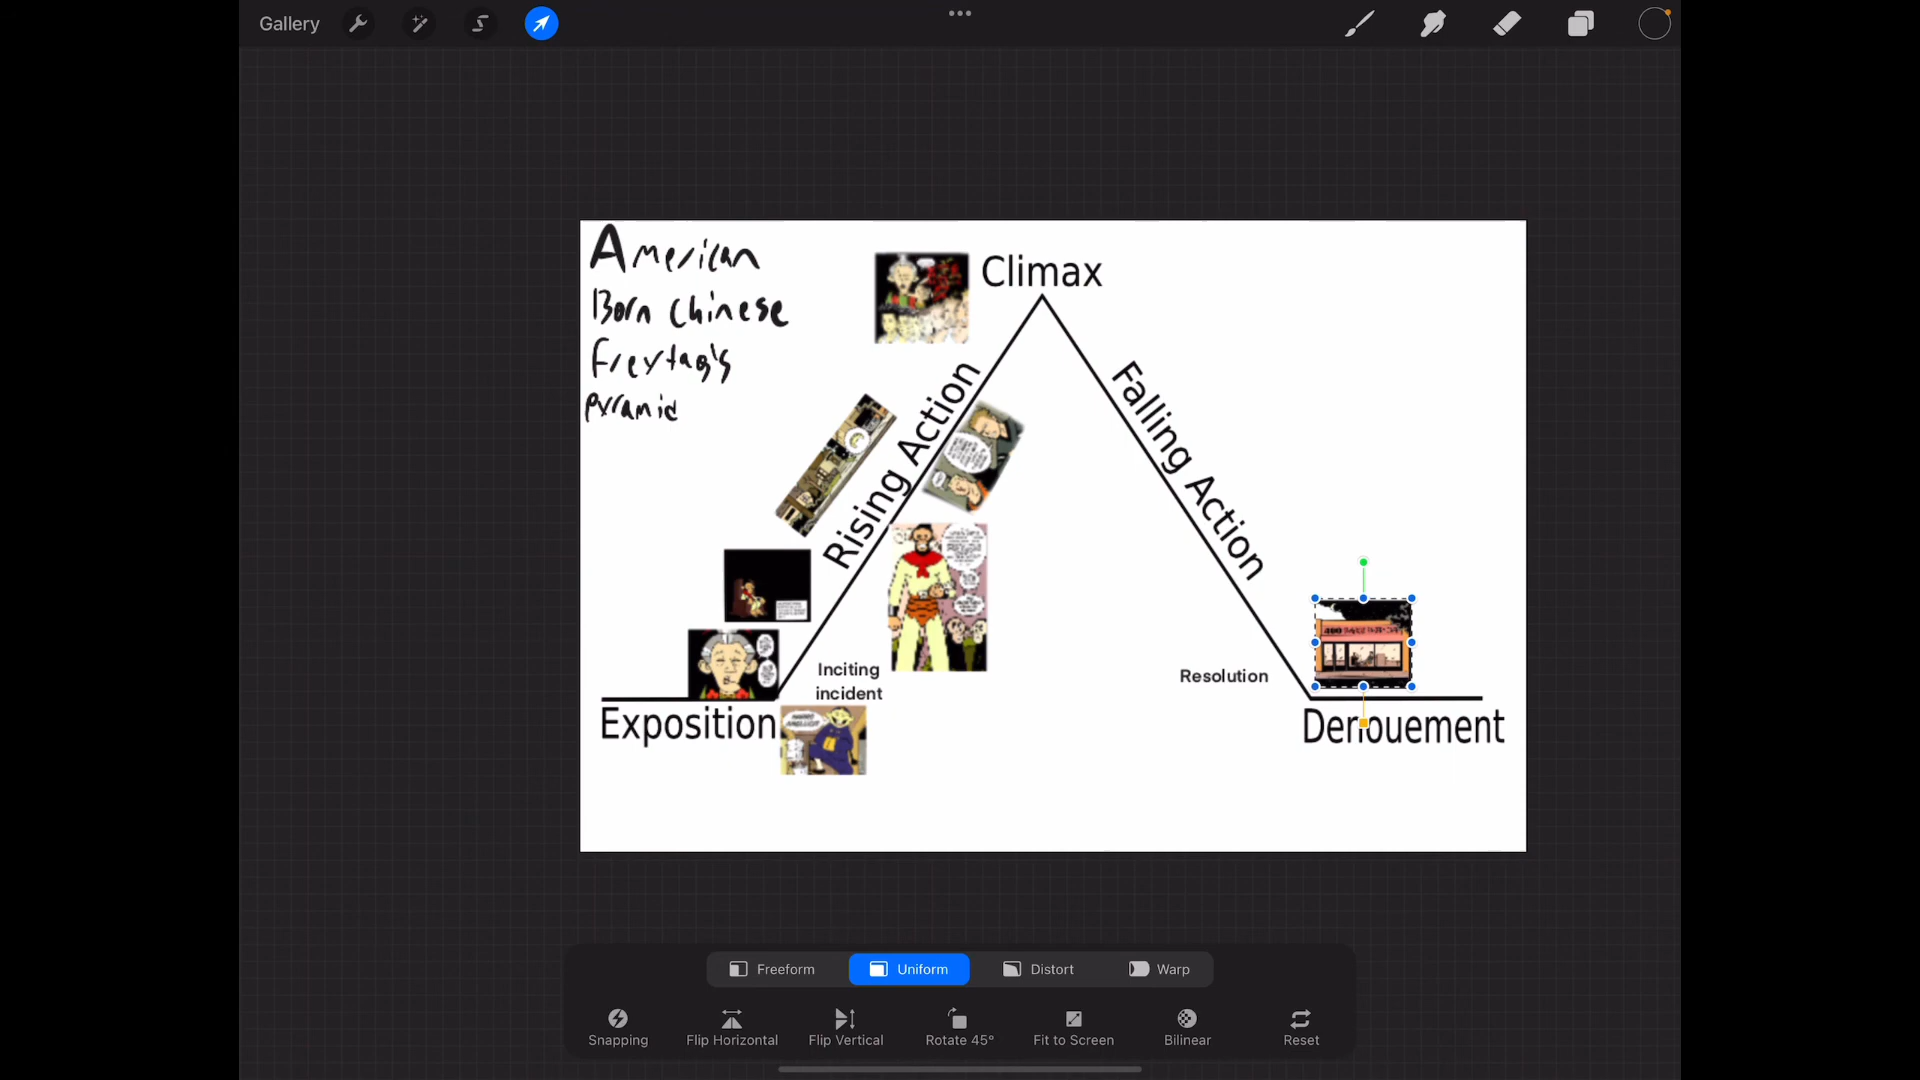 Gallery
American
Born Chinese
Freytag's
Pyramid
Climax
Rising Action
Falling Action
Inciting
incident
Resolution
Exposition
Denouement
Freeform
Uniform
Distort
Warp
Snapping
Flip Horizontal
Flip Vertical
Rotate 45°
Fit to Screen
Bilinear
Reset